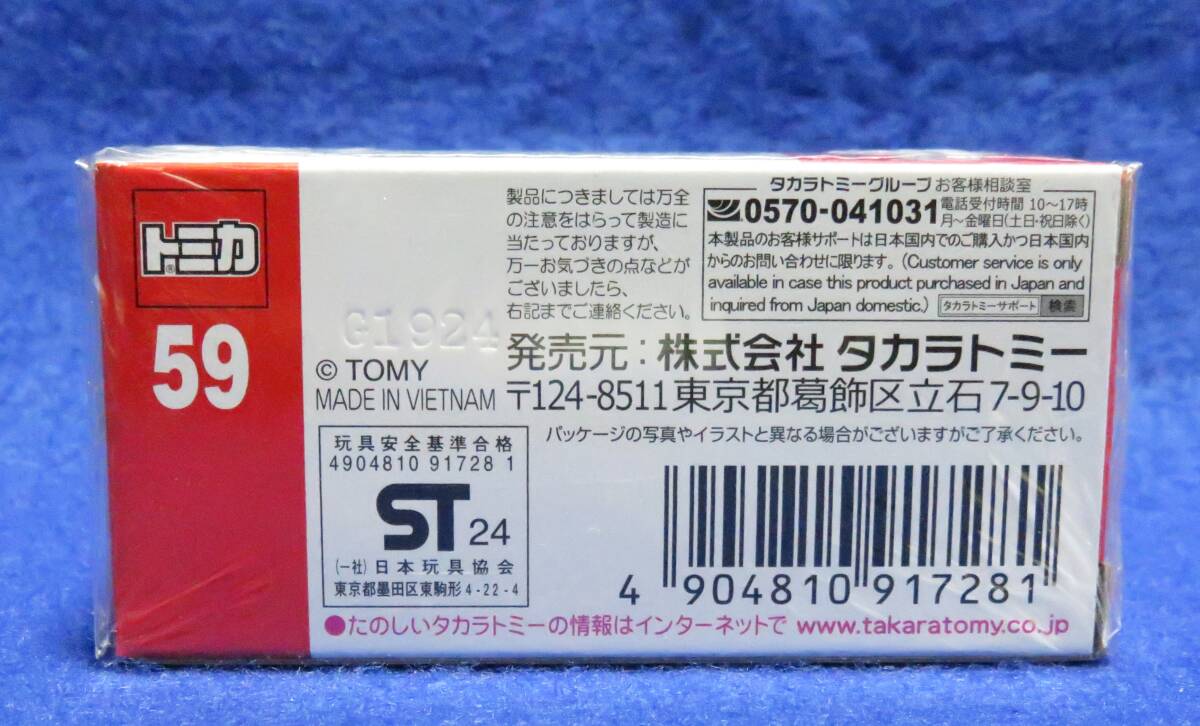 トミカ®
59
製品につきましては万全
の注意をはらって製造に
当たっておりますが、
万一お気づきの点などが
ございましたら、
右記までご連絡ください。
タカラトミーグループ お客様相談室
0570-041031 電話受付時間 10〜17時
月〜金曜日(土日・祝日除く)
本製品のお客様サポートは日本国内でのご購入かつ日本国内
からのお問い合わせに限ります。(Customer service is only
available in case this product purchased in Japan and
inquired from Japan domestic.) タカラトミーサポート 検索
G1924
© TOMY
MADE IN VIETNAM
発売元:株式会社 タカラトミー
〒124-8511 東京都葛飾区立石 7-9-10
パッケージの写真やイラストと異なる場合がございますがご了承ください。
玩具安全基準合格
4904810 91728 1
ST 24
(一社)日本玩具協会
東京都墨田区東駒形 4-22-4
4 904810 917281
●たのしいタカラトミーの情報はインターネットで www.takaratomy.co.jp